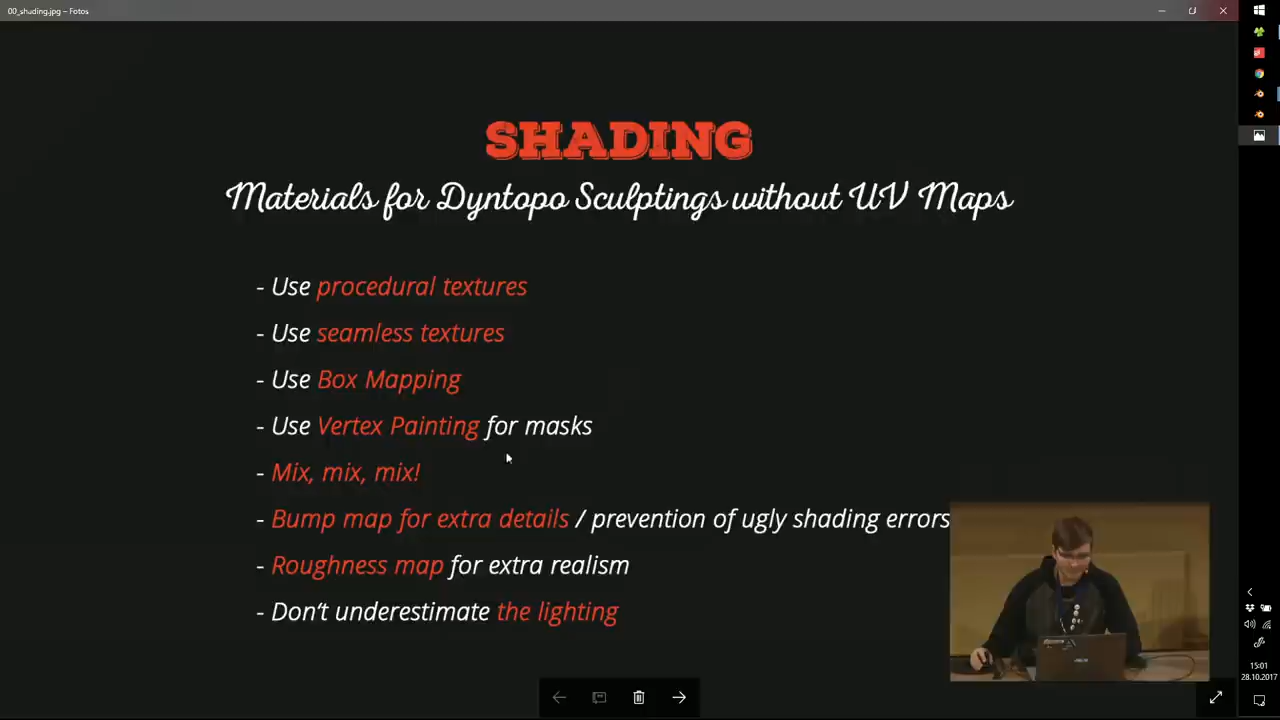 00_shuding.jpg – Fotos
SHADING
Materials for Dyntopo Sculptings without UV Maps
- Use procedural textures
- Use seamless textures
- Use Box Mapping
- Use Vertex Painting for masks
- Mix, mix, mix!
- Bump map for extra details / prevention of ugly shading errors
- Roughness map for extra realism
- Don't underestimate the lighting
15:01
28.10.2017